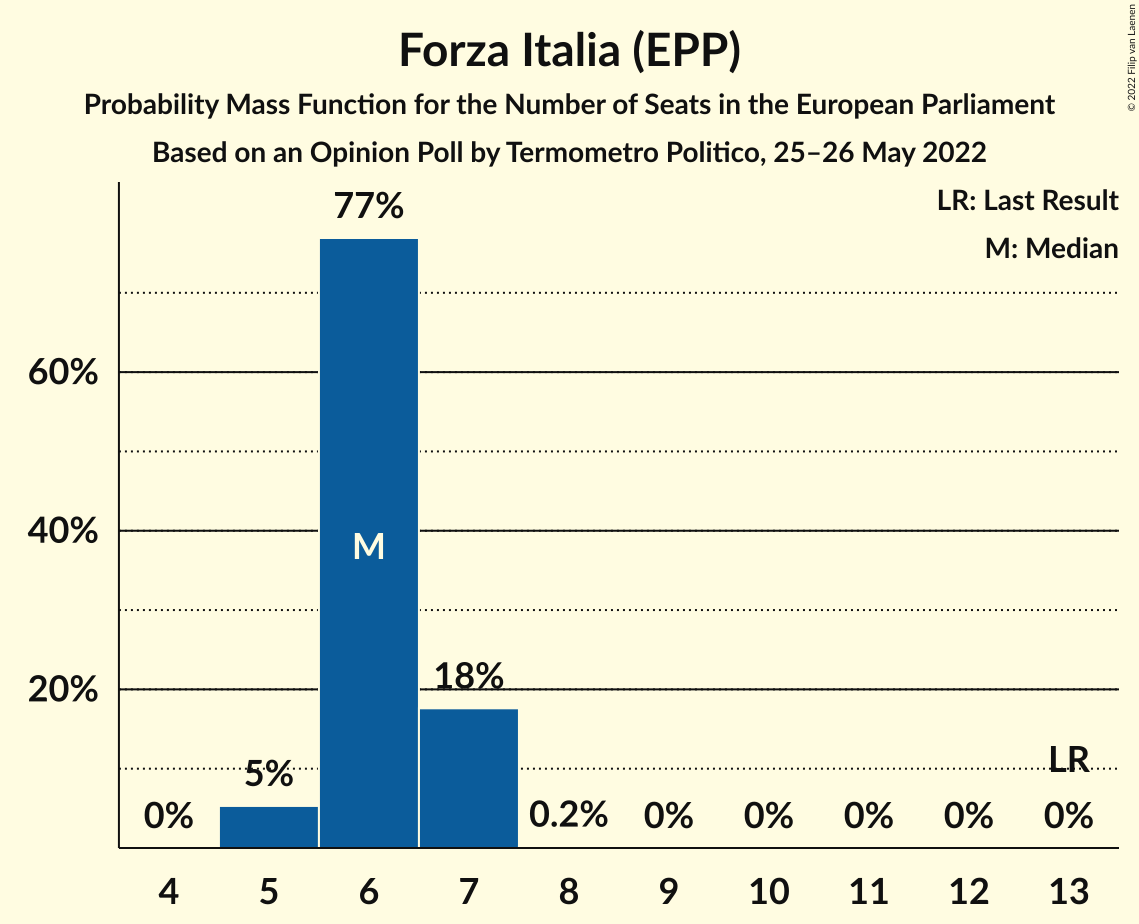 Forza Italia (EPP)
Probability Mass Function for the Number of Seats in the European Parliament
Based on an Opinion Poll by Termometro Politico, 25–26 May 2022
© 2022 Filip van Laenen
LR: Last Result
M: Median
77%
60%
40%
M
20%
18%
5%
LR
0%
0.2%
0%
0%
0%
0%
0%
4 5 6 7 8 9 10 11 12 13